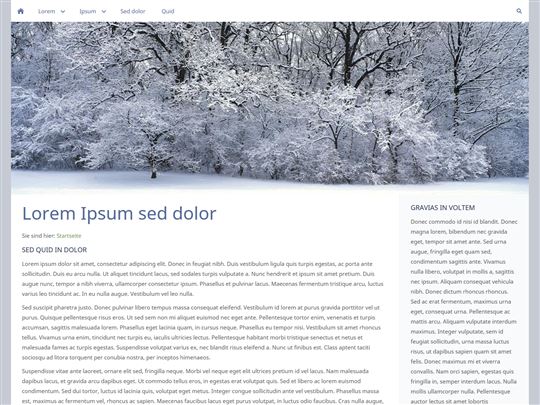 Lorem Ipsum Sed dolor Quid
Lorem Ipsum sed dolor
Sie sind hier: Startseite
SED QUID IN DOLOR
Lorem ipsum dolor sit amet, consectetur adipiscing elit. Donec in feugiat nibh. Duis vestibulum ligula quis turpis egestas, ac porta ante
sollicitudin. Duis eu arcu nulla. Ut aliquet tincidunt lacus, sed sodales turpis vulputate a. Nunc hendrerit et ipsum sit amet pretium. Duis
augue nunc, tempor a nibh viverra, ullamcorper consectetur ipsum. Phasellus et pulvinar lacus. Maecenas fermentum tristique arcu, luctus
varius leo tincidunt ac. In eu nulla augue. Vestibulum vel leo nulla.
Sed suscipit pharetra justo. Donec pulvinar libero tempus massa consequat eleifend. Vestibulum id lorem at purus gravida porttitor vel ut
purus. Quisque pellentesque risus eros. Ut sed sem non mi aliquet euismod nec eget ante. Pellentesque tortor enim, venenatis et turpis
accumsan, sagittis malesuada lorem. Phasellus eget lacinia quam, in cursus neque. Phasellus eu tempor nisi. Vestibulum sit amet rhoncus
tellus. Vivamus urna enim, tincidunt nec turpis eu, iaculis ultricies lectus. Pellentesque habitant morbi tristique senectus et netus et
malesuada fames ac turpis egestas. Suspendisse volutpat varius ex, nec blandit risus eleifend a. Nunc ut finibus est. Class aptent taciti
sociosqu ad litora torquent per conubia nostra, per inceptos himenaeos.
Suspendisse vitae ante laoreet, ornare elit sed, fringilla neque. Morbi vel neque eget elit ultrices pretium id vel lacus. Nam malesuada
dapibus lacus, et gravida arcu dapibus eget. Ut commodo tellus eros, in egestas erat volutpat quis. Sed et libero ac lorem euismod
condimentum. Sed dui tortor, luctus id mauris quis, volutpat eget metus. Integer congue sollicitudin ante vel vestibulum. Phasellus massa
est, maximus ac fermentum vel, rhoncus ac sapien. Maecenas faucibus lacus eget purus volutpat, in luctus odio faucibus. Cras nulla augue,
GRAVIAS IN VOLTEM
Donec commodo id nisi id blandit. Donec
magna lorem, bibendum nec gravida
eget, tempor sit amet ante. Sed augue
eros, fringilla eget quam sed,
condimentum sagittis ante. Vivamus
nulla libero, volutpat in mollis a, sagittis
nec ipsum. Aliquam consequat vehicula
nibh. Donec dictum rhoncus rhoncus.
Sed ac erat fermentum, maximus urna
eget, consequat urna. Pellentesque ac
mattis arcu. Aliquam vulputate interdum
maximus. Integer vulputate, sem id
feugiat sollicitudin, urna massa luctus
risus, ut dapibus sapien quam sit amet
felis. Donec maximus mi et viverra
convallis. Nam orci sapien, egestas quis
fringilla in, semper interdum lacus. Nulla
mollis ullamcorper nulla. Vestibulum
auctor lectus sit amet lobortis